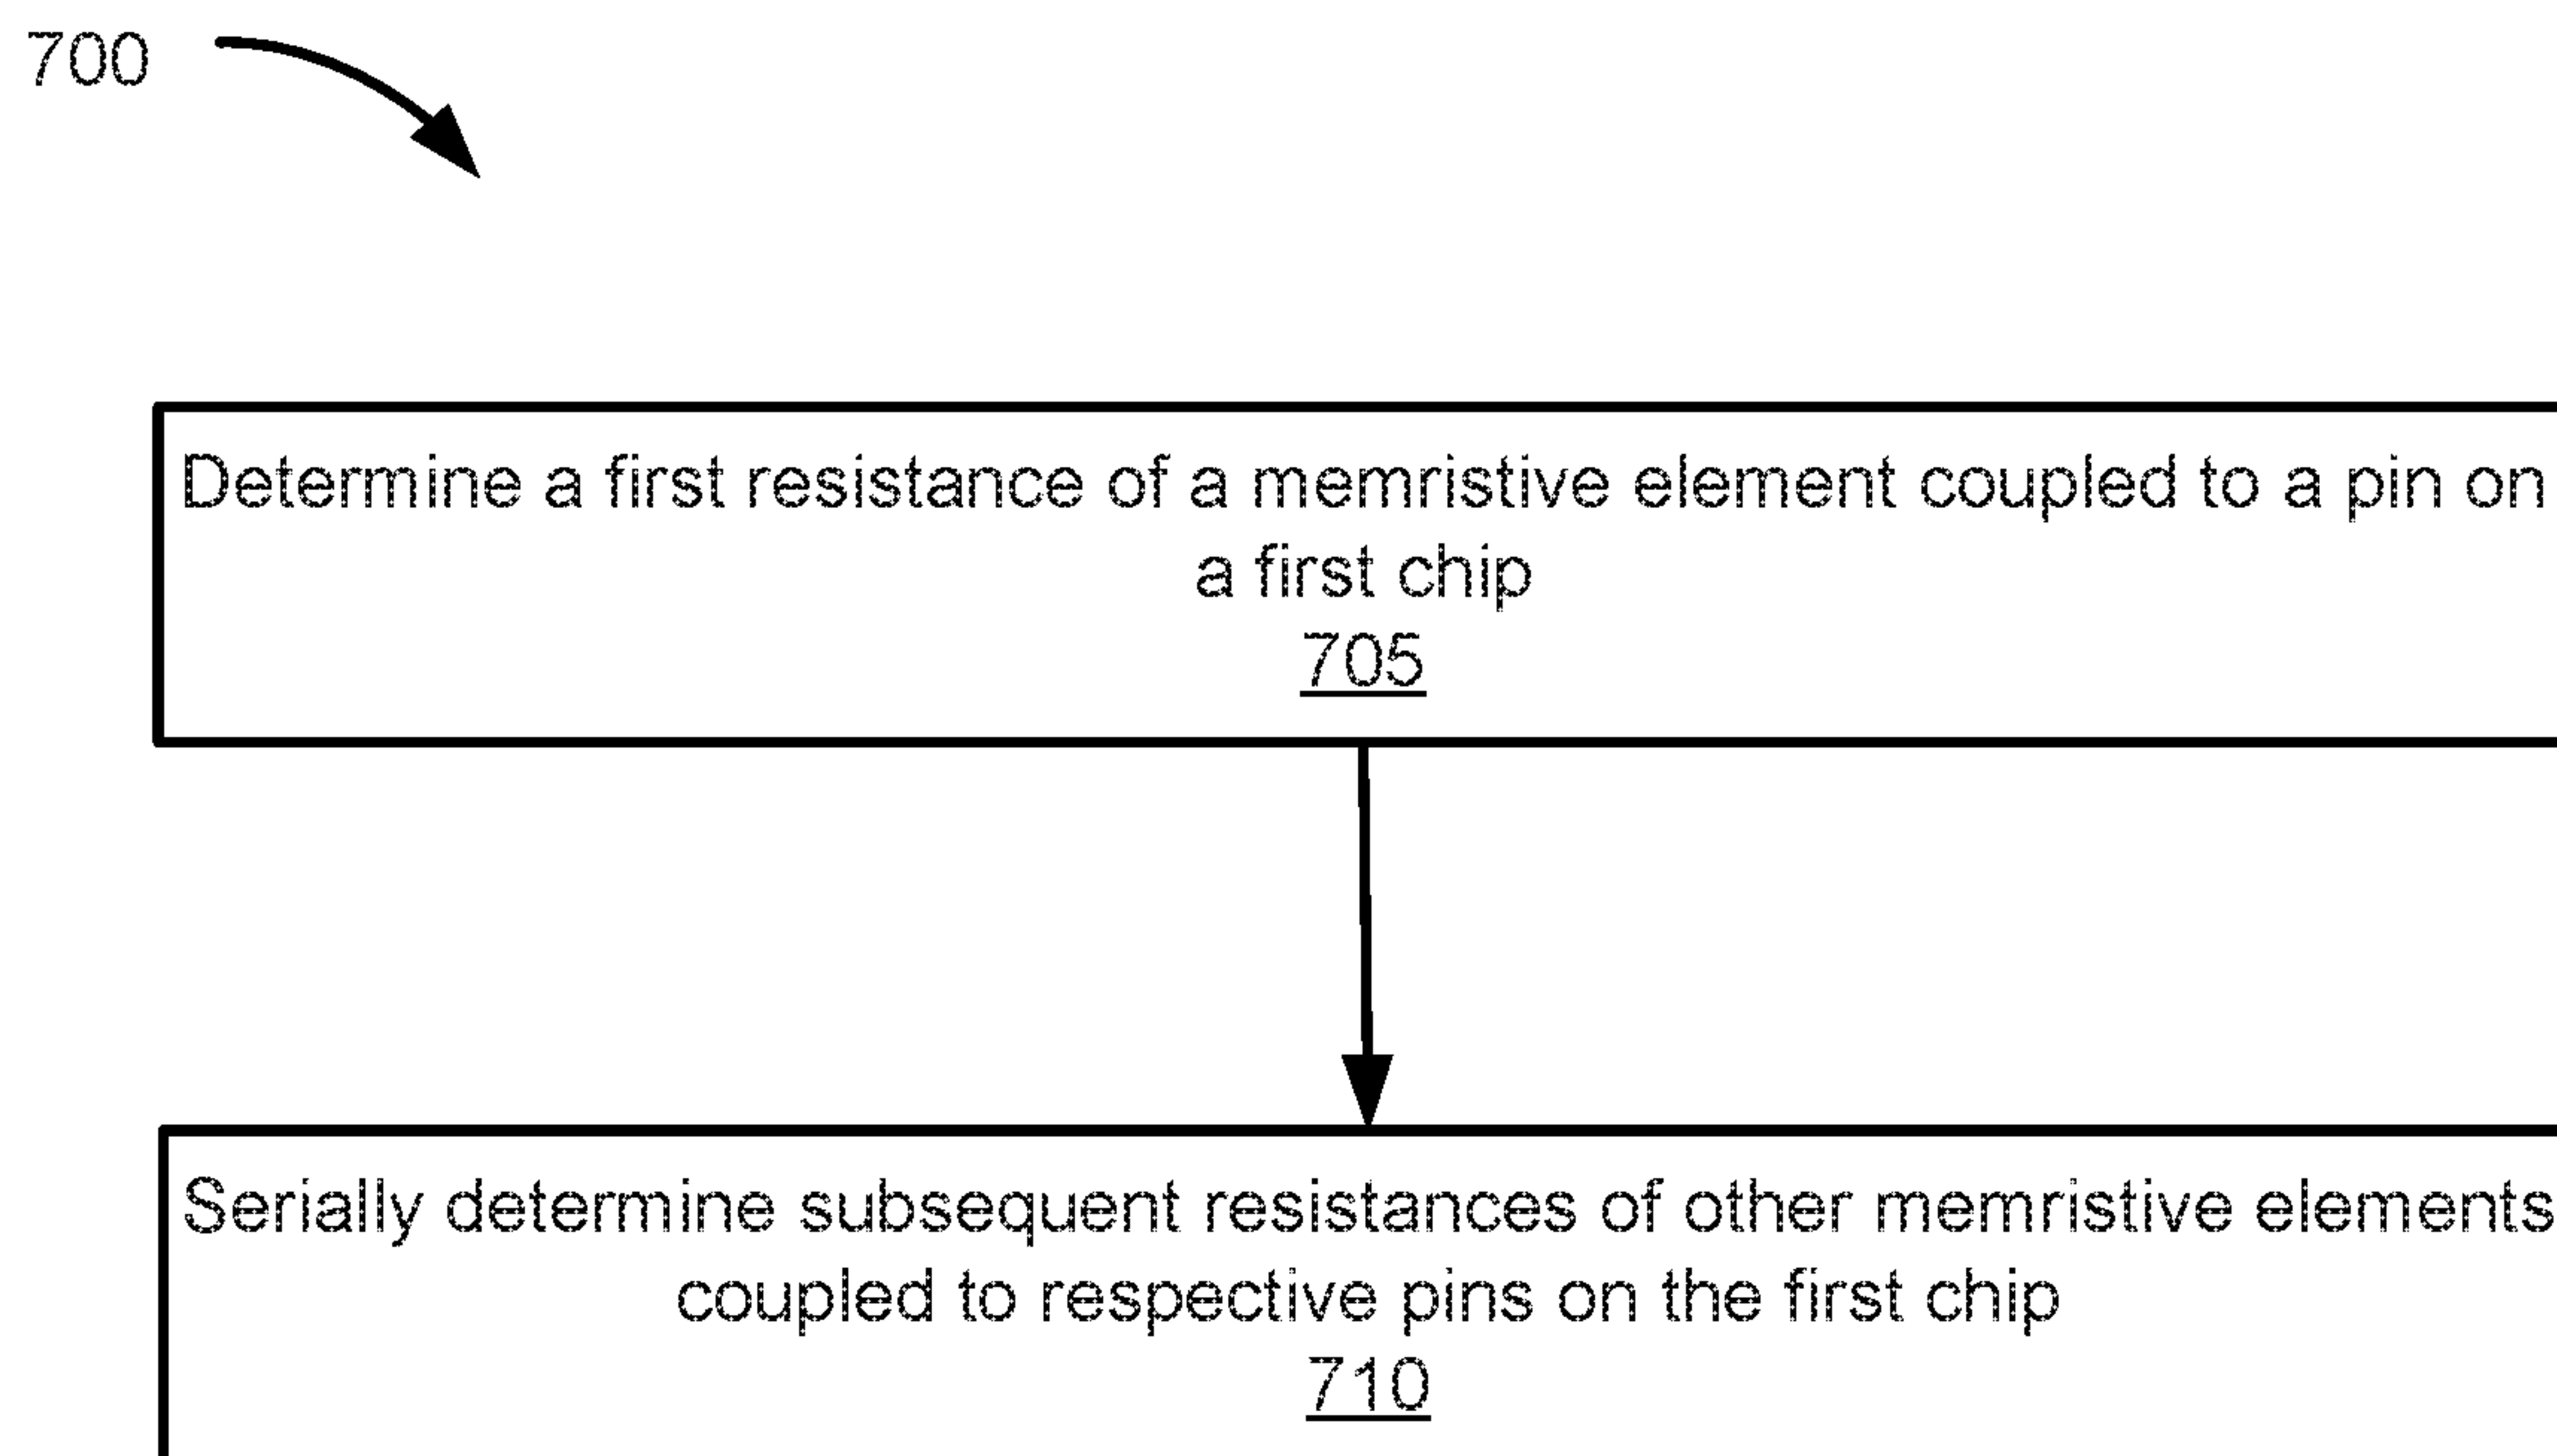 700
Determine a first resistance of a memristive element coupled to a pin on
a first chip
705
Serially determine subsequent resistances of other memristive elements
coupled to respective pins on the first chip
710